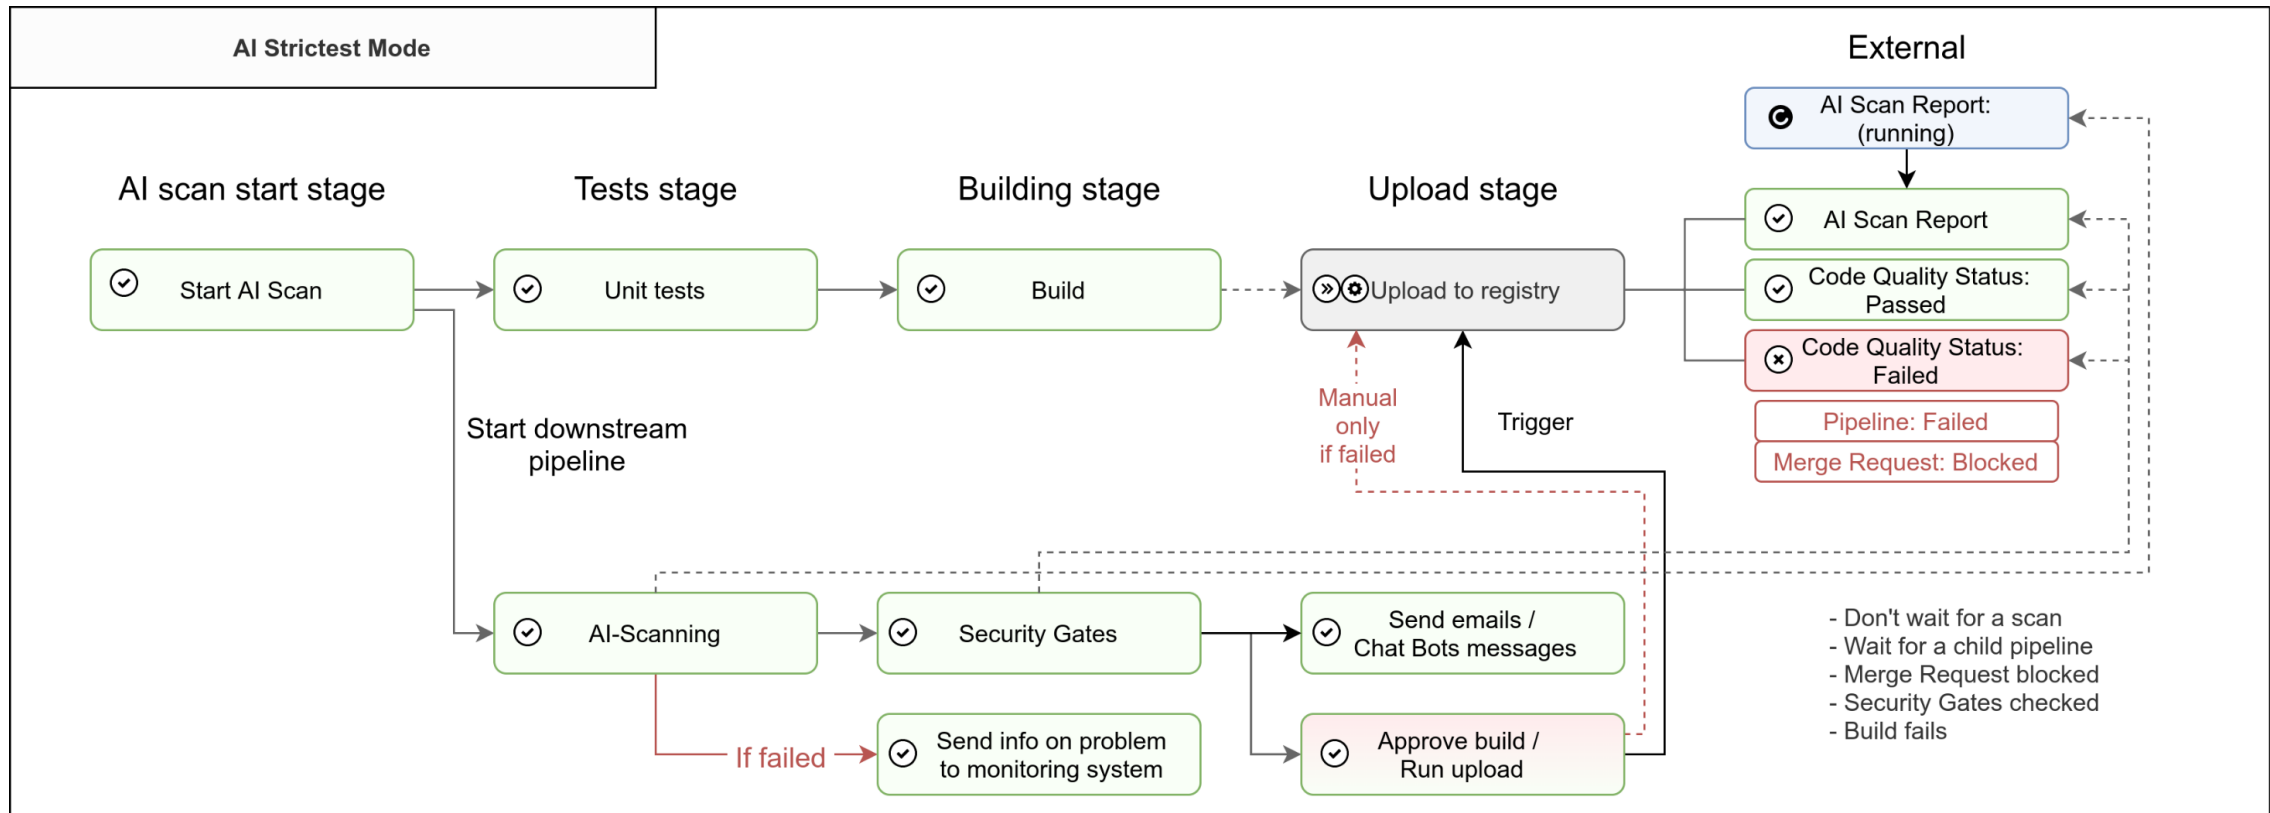 AI Strictest Mode
External
AI Scan Report:
(running)
AI scan start stage
Tests stage
Building stage
Upload stage
AI Scan Report
Start AI Scan
Unit tests
Build
Upload to registry
Code Quality Status:
Passed
Code Quality Status:
Failed
Pipeline: Failed
Merge Request: Blocked
Manual
only
if failed
Trigger
Start downstream
pipeline
AI-Scanning
Security Gates
Send emails /
Chat Bots messages
If failed
Send info on problem
to monitoring system
Approve build /
Run upload
- Don't wait for a scan
- Wait for a child pipeline
- Merge Request blocked
- Security Gates checked
- Build fails